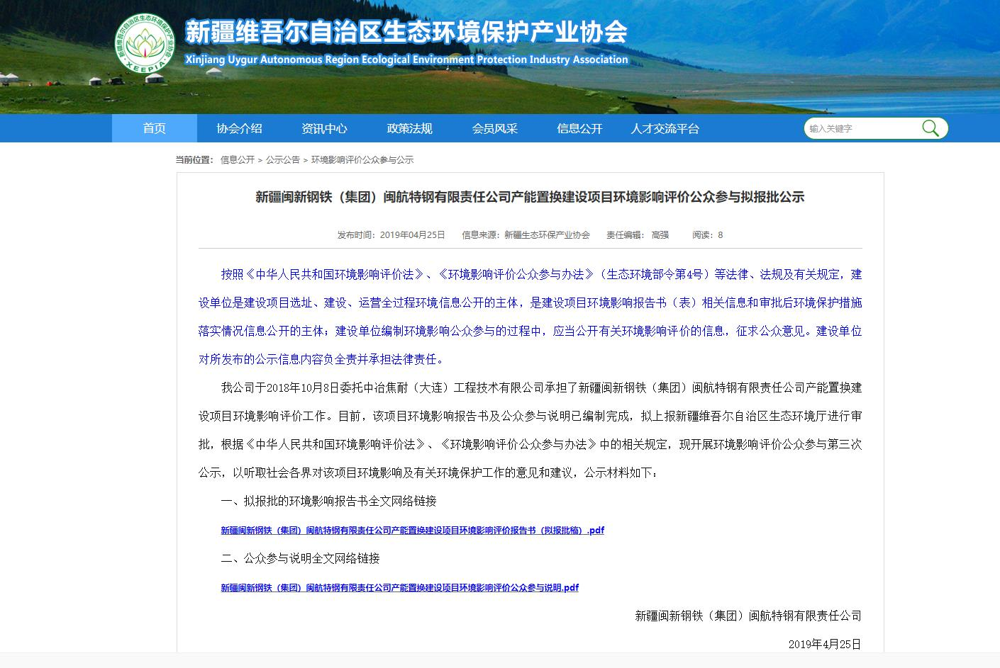 新疆维吾尔自治区生态环境保护产业协会
Xinjiang Uygur Autonomous Region Ecological Environment Protection Industry Association
新疆维吾尔自治区生态环境保护产业协会
XEEPIA
首页 协会介绍 资讯中心 政策法规 会员风采 信息公开 人才交流平台 输入关键字
当前位置： 信息公开 > 公示公告 > 环境影响评价公众参与公示
新疆闽新钢铁（集团）闽航特钢有限责任公司产能置换建设项目环境影响评价公众参与拟报批公示
发布时间：2019年04月25日 信息来源：新疆生态环保产业协会 责任编辑： 高强 阅读：8
按照《中华人民共和国环境影响评价法》、《环境影响评价公众参与办法》（生态环境部令第4号）等法律、法规及有关规定，建
设单位是建设项目选址、建设、运营全过程环境信息公开的主体，是建设项目环境影响报告书（表）相关信息和审批后环境保护措施
落实情况信息公开的主体；建设单位编制环境影响公众参与的过程中，应当公开有关环境影响评价的信息，征求公众意见。建设单位
对所发布的公示信息内容负全责并承担法律责任。
我公司于2018年10月8日委托中冶焦耐（大连）工程技术有限公司承担了新疆闽新钢铁（集团）闽航特钢有限责任公司产能置换建
设项目环境影响评价工作。目前，该项目环境影响报告书及公众参与说明已编制完成，拟上报新疆维吾尔自治区生态环境厅进行审
批，根据《中华人民共和国环境影响评价法》、《环境影响评价公众参与办法》中的相关规定，现开展环境影响评价公众参与第三次
公示，以听取社会各界对该项目环境影响及有关环境保护工作的意见和建议，公示材料如下：
一、拟报批的环境影响报告书全文网络链接
新疆闽新钢铁（集团）闽航特钢有限责任公司产能置换建设项目环境影响评价报告书（拟报批稿）.pdf
二、公众参与说明全文网络链接
新疆闽新钢铁（集团）闽航特钢有限责任公司产能置换建设项目环境影响评价公众参与说明.pdf
新疆闽新钢铁（集团）闽航特钢有限责任公司
2019年4月25日